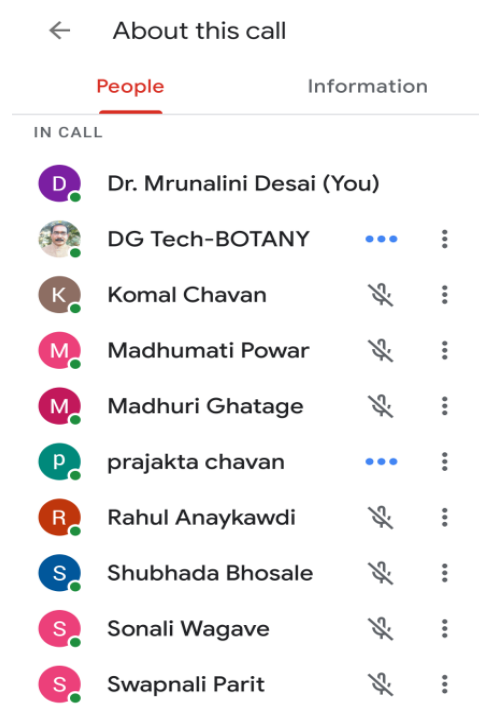 About this call
People Information
IN CALL
D Dr. Mrunalini Desai (You)
DG Tech-BOTANY
K Komal Chavan
M Madhumati Powar
M Madhuri Ghatage
p prajakta chavan
R Rahul Anaykawdi
S Shubhada Bhosale
S Sonali Wagave
S Swapnali Parit